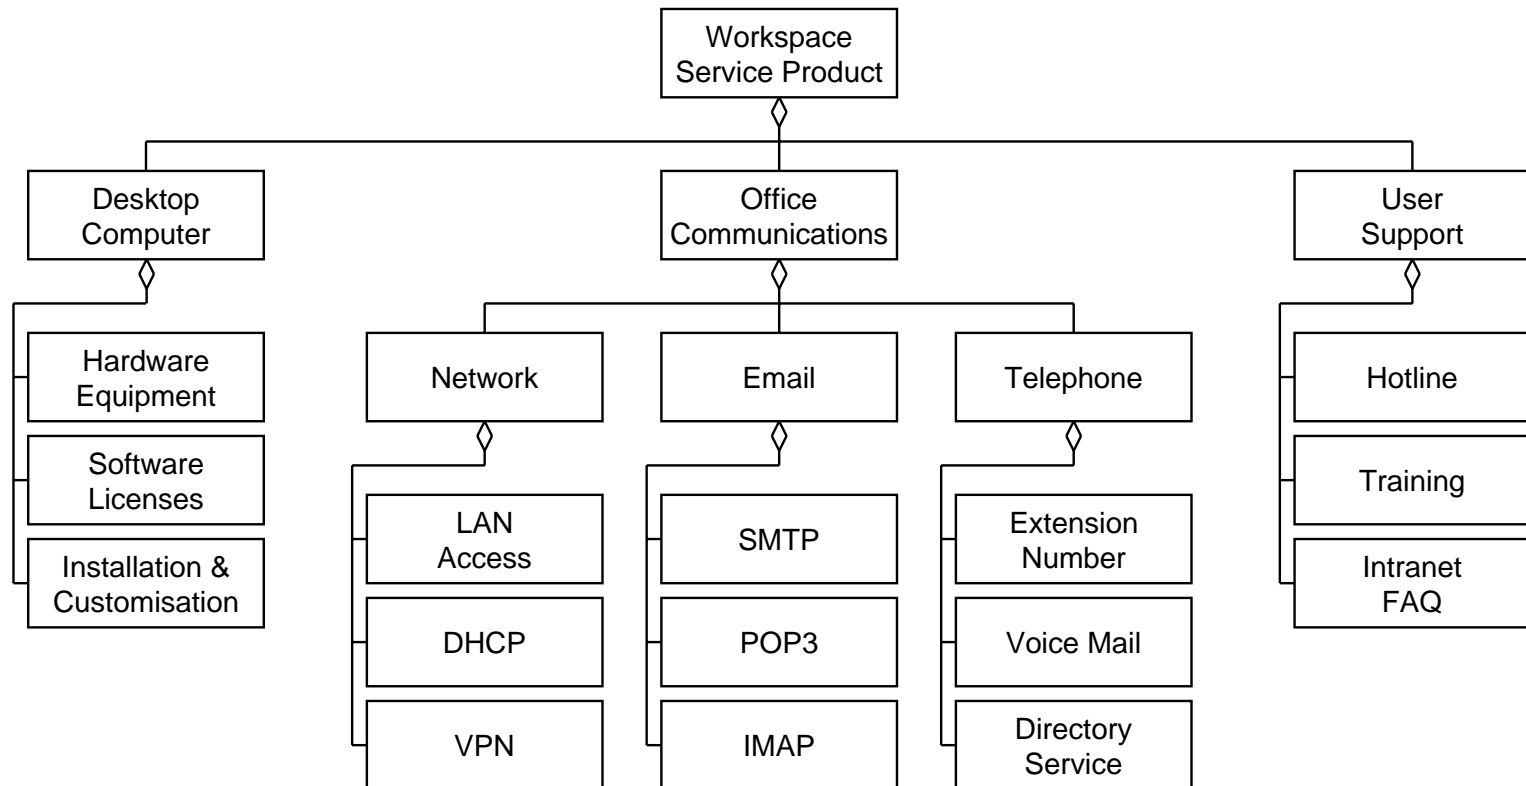 Workspace
Service Product
Desktop
Computer
Office
Communications
User
Support
Hardware
Equipment
Network
Email
Telephone
Hotline
Software
Licenses
Training
LAN
Access
SMTP
Extension
Number
Installation &
Customisation
Intranet
FAQ
DHCP
POP3
Voice Mail
VPN
IMAP
Directory
Service